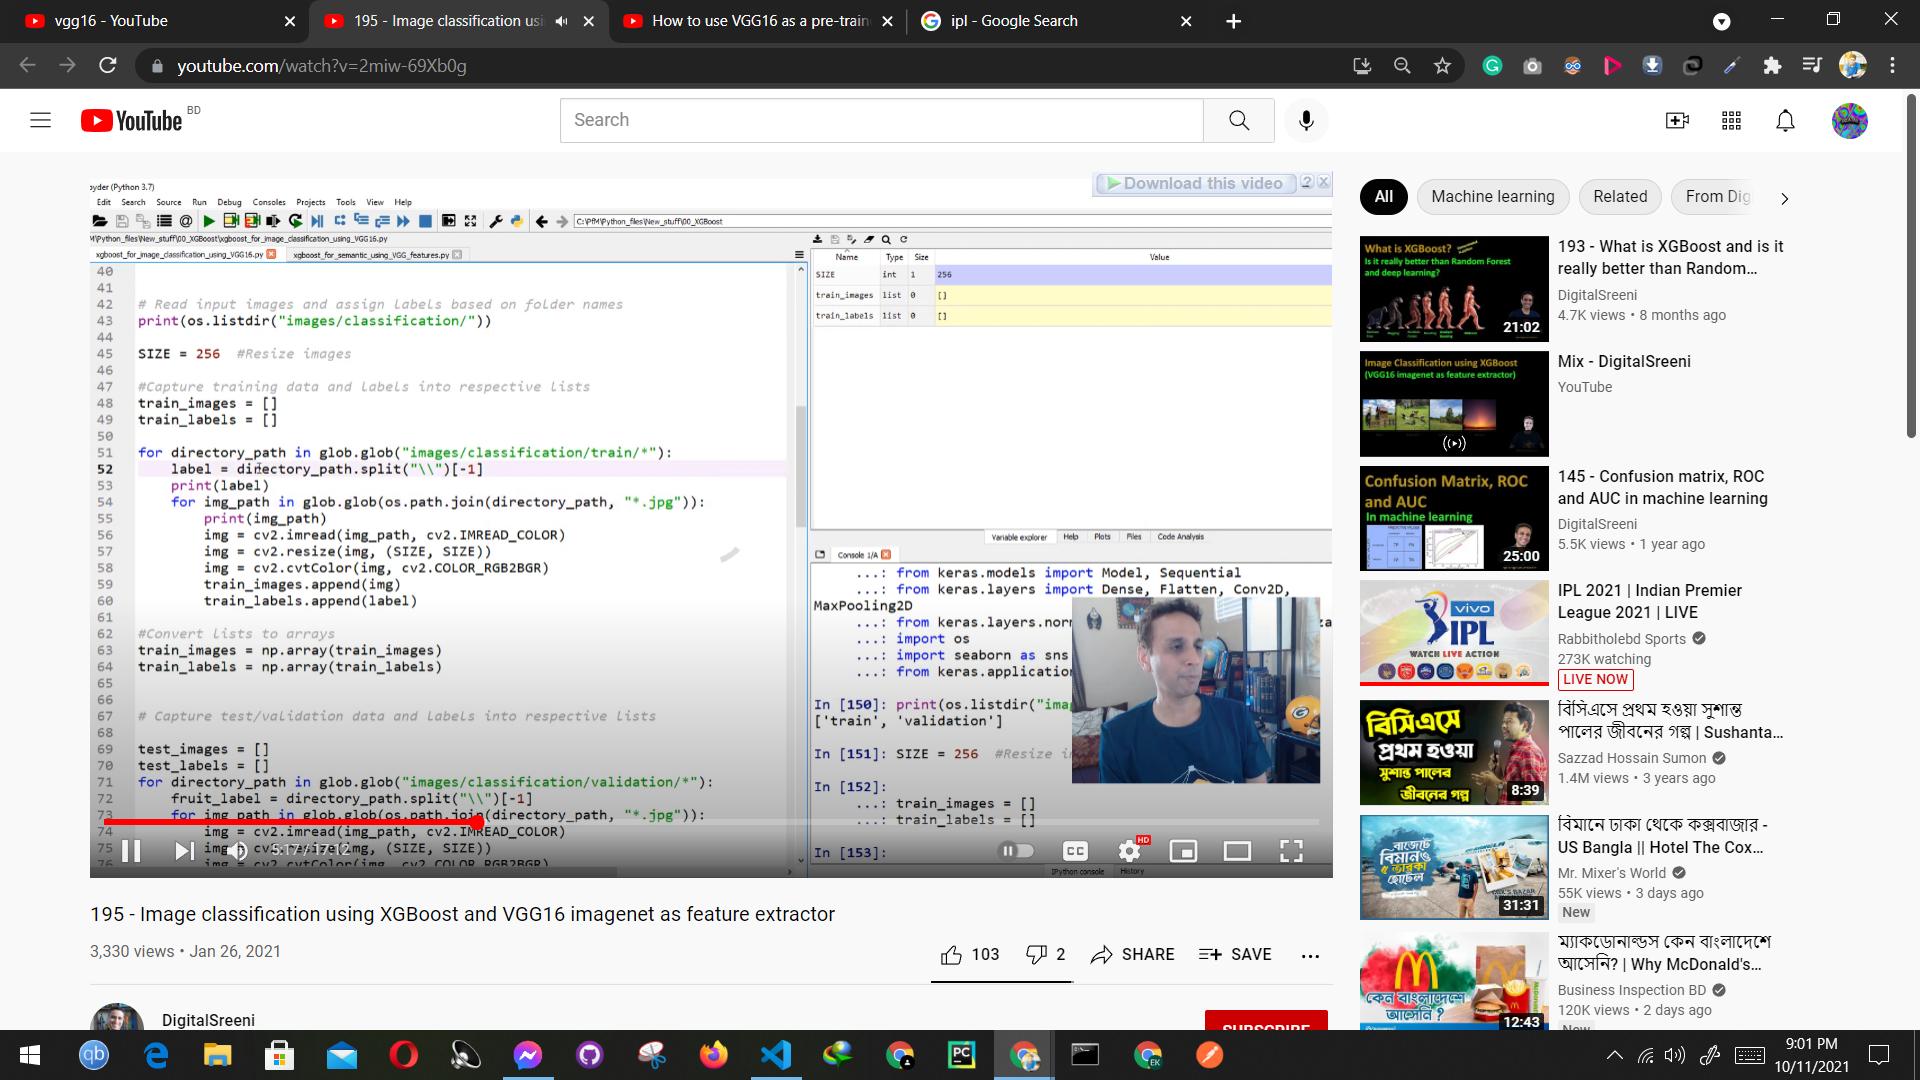 vgg16 - YouTube
195 - Image classification usi
How to use VGG16 as a pre-train
ipl - Google Search
youtube.com/watch?v=2miw-69Xb0g
YouTube BD
Search
Download this video
pyder (Python 3.7)
Edit Search Source Run Debug Consoles Projects Tools View Help
C:\PfM\Python_files\New_stuff\00_XGBoost
M\Python_files\New_stuff\00_XGBoost\xgboost_for_image_classification_using_VGG16.py
xgboost_for_image_classification_using_VGG16.py
xgboost_for_semantic_using_VGG_features.py
40
41
42 # Read input images and assign labels based on folder names
43 print(os.listdir("images/classification/"))
44
45 SIZE = 256 #Resize images
46
47 #Capture training data and labels into respective lists
48 train_images = []
49 train_labels = []
50
51 for directory_path in glob.glob("images/classification/train/*"):
52 label = directory_path.split("\\")[-1]
53 print(label)
54 for img_path in glob.glob(os.path.join(directory_path, "*.jpg")):
55 print(img_path)
56 img = cv2.imread(img_path, cv2.IMREAD_COLOR)
57 img = cv2.resize(img, (SIZE, SIZE))
58 img = cv2.cvtColor(img, cv2.COLOR_RGB2BGR)
59 train_images.append(img)
60 train_labels.append(label)
61
62 #Convert lists to arrays
63 train_images = np.array(train_images)
64 train_labels = np.array(train_labels)
65
66
67 # Capture test/validation data and labels into respective lists
68
69 test_images = []
70 test_labels = []
71 for directory_path in glob.glob("images/classification/validation/*"):
72 fruit_label = directory_path.split("\\")[-1]
73 for img_path in glob.glob(os.path.join(directory_path, "*.jpg")):
74 img = cv2.imread(img_path, cv2.IMREAD_COLOR)
75 img = cv2.resize(img, (SIZE, SIZE))
5:17 / 17:12
Name Type Size Value
SIZE int 1 256
train_images list 0 []
train_labels list 0 []
Variable explorer Help Plots Files Code Analysis
Console 1/A
...: from keras.models import Model, Sequential
...: from keras.layers import Dense, Flatten, Conv2D,
MaxPooling2D
...: from keras.layers.nor za
...: import os
...: import seaborn as sns
...: from keras.application
In [150]: print(os.listdir("ima
['train', 'validation']
In [151]: SIZE = 256 #Resize i
In [152]:
...: train_images = []
...: train_labels = []
In [153]:
IPython console History
CC
HD
195 - Image classification using XGBoost and VGG16 imagenet as feature extractor
3,330 views • Jan 26, 2021
103 2 SHARE SAVE
DigitalSreeni
SUBSCRIBE
All Machine learning Related From Dig
What is XGBoost?
Is it really better than Random Forest
and deep learning?
21:02
193 - What is XGBoost and is it
really better than Random...
DigitalSreeni
4.7K views • 8 months ago
Image Classification using XGBoost
(VGG16 imagenet as feature extractor)
Mix - DigitalSreeni
YouTube
Confusion Matrix, ROC
and AUC
In machine learning
25:00
145 - Confusion matrix, ROC
and AUC in machine learning
DigitalSreeni
5.5K views • 1 year ago
vivo
IPL
WATCH LIVE ACTION
IPL 2021 | Indian Premier
League 2021 | LIVE
Rabbitholebd Sports
273K watching
LIVE NOW
বিসিএসে
প্রথম হওয়া
সুশান্ত পালের
জীবনের গল্প
8:39
বিসিএসে প্রথম হওয়া সুশান্ত
পালের জীবনের গল্প | Sushanta...
Sazzad Hossain Sumon
1.4M views • 3 years ago
বাজেটে
বিমানও
৫ তারকা
হোটেল
31:31
বিমানে ঢাকা থেকে কক্সবাজার -
US Bangla || Hotel The Cox...
Mr. Mixer's World
55K views • 3 days ago
New
কেন বাংলাদেশে
আসেনি ?
12:43
ম্যাকডোনাল্ডস কেন বাংলাদেশে
আসেনি? | Why McDonald's...
Business Inspection BD
120K views • 2 days ago
New
qb
PC
EK
9:01 PM
10/11/2021